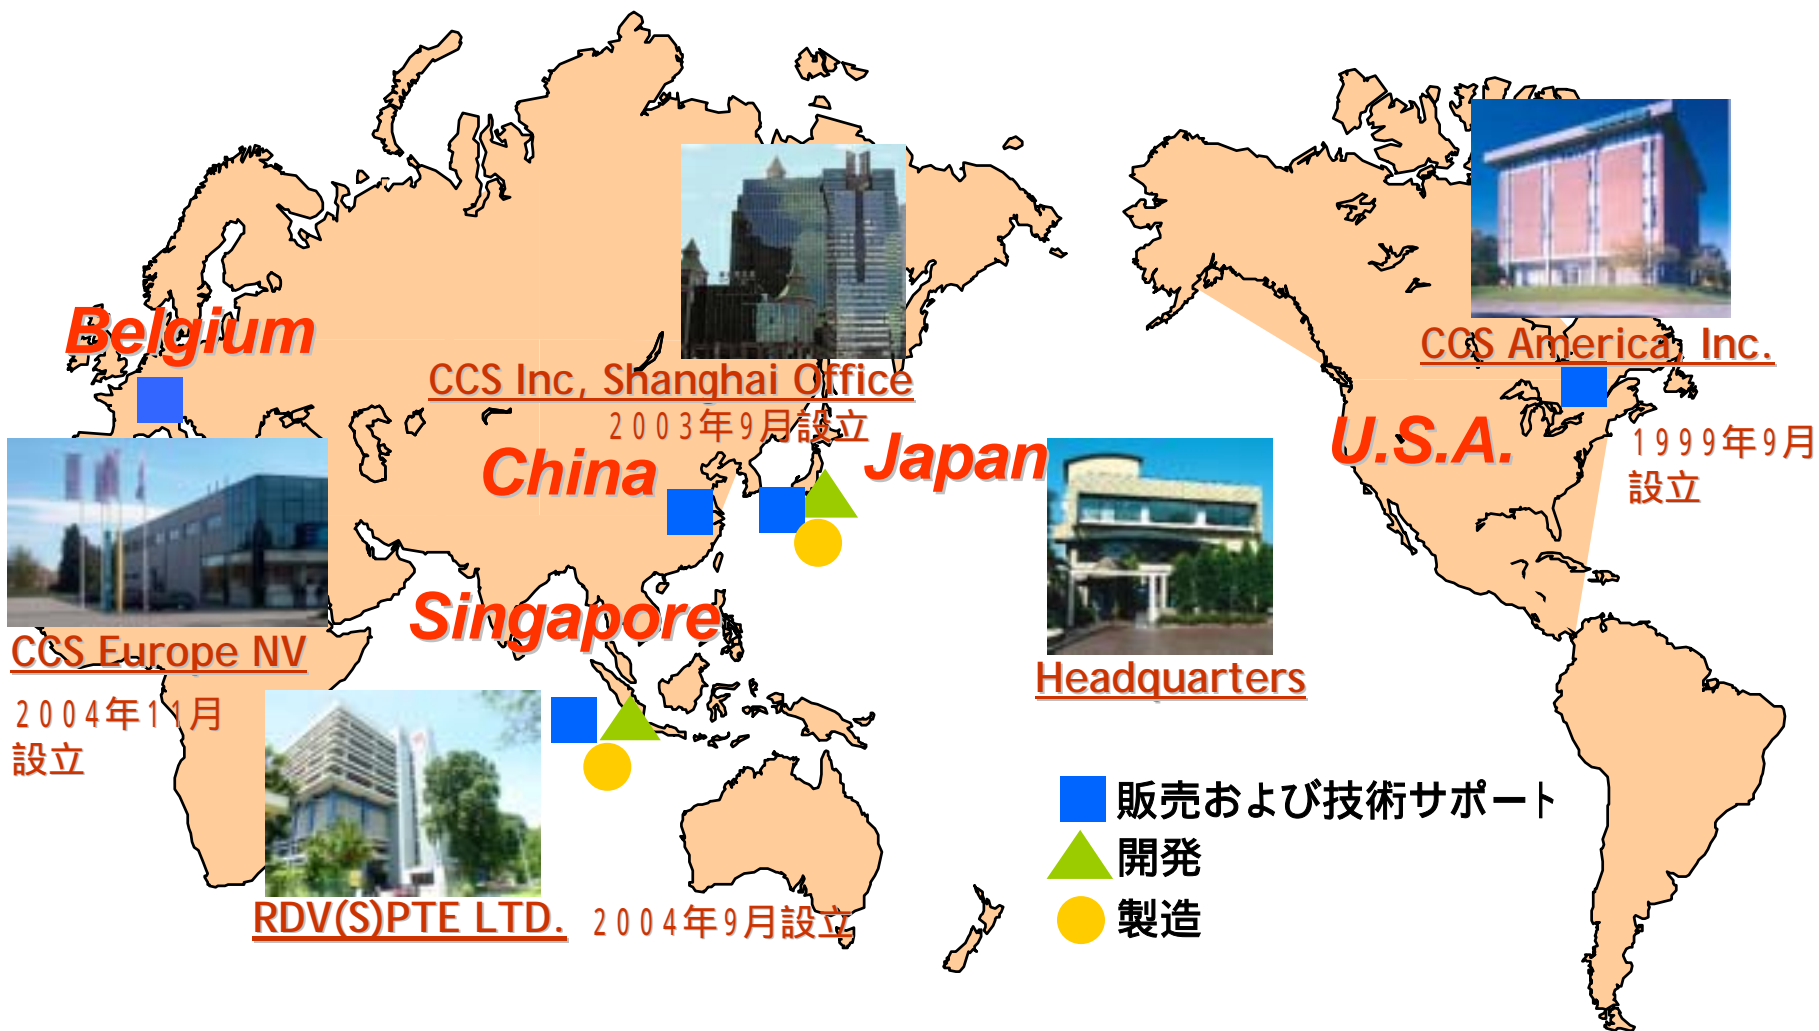 Belgium
CCS Inc, Shanghai Office
2003年9月設立
CCS America, Inc.
U.S.A.
1999年9月
設立
China
Japan
Singapore
CCS Europe NV
2004年11月
設立
Headquarters
RDV(S)PTE LTD.
2004年9月設立
販売および技術サポート
開発
製造